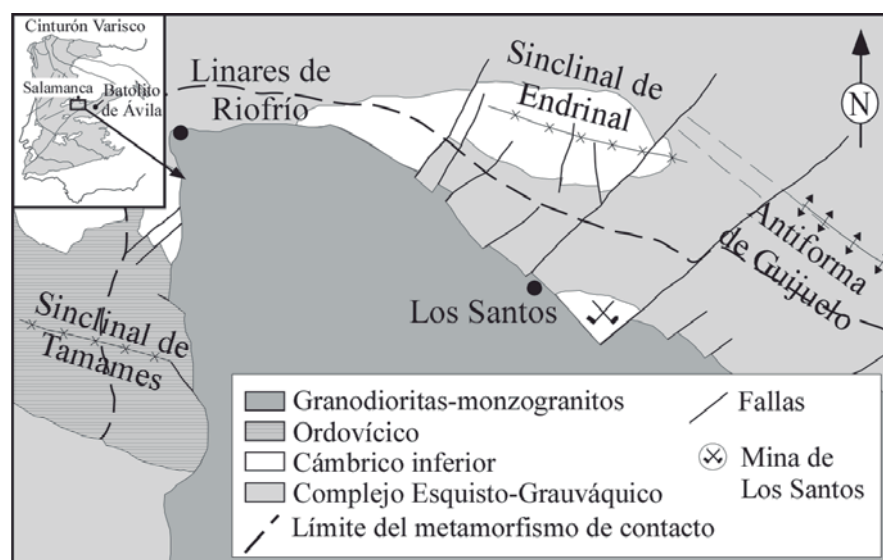 Cinturón Varisco
Salamanca
Batolito
de Ávila
Linares de
Riofrío
Sinclinal de
Endrinal
N
Antiforma
de Guijuelo
Los Santos
Sinclinal de
Tamames
Granodioritas-monzogranitos
Ordovícico
Cámbrico inferior
Complejo Esquisto-Grauváquico
Límite del metamorfismo de contacto
Fallas
Mina de
Los Santos